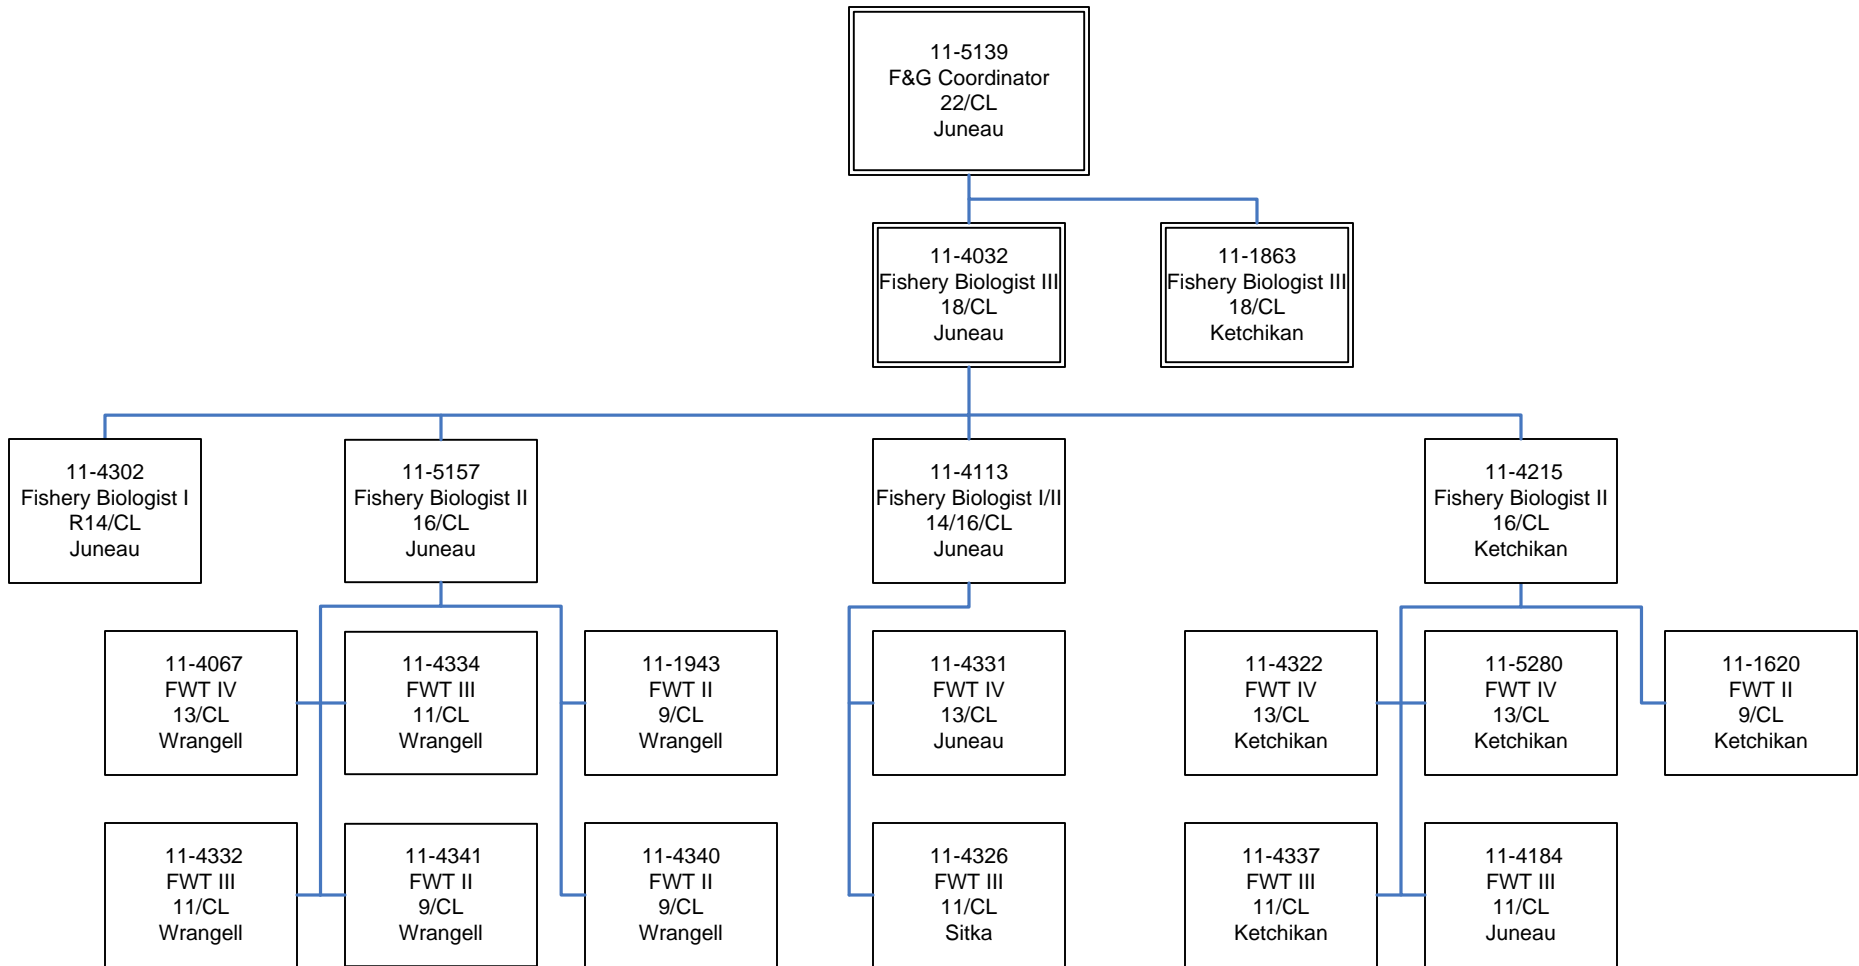 11-5139
F&G Coordinator
22/CL
Juneau
11-4032
Fishery Biologist III
18/CL
Juneau
11-1863
Fishery Biologist III
18/CL
Ketchikan
11-4302
Fishery Biologist I
R14/CL
Juneau
11-5157
Fishery Biologist II
16/CL
Juneau
11-4113
Fishery Biologist I/II
14/16/CL
Juneau
11-4215
Fishery Biologist II
16/CL
Ketchikan
11-4067
FWT IV
13/CL
Wrangell
11-4334
FWT III
11/CL
Wrangell
11-1943
FWT II
9/CL
Wrangell
11-4331
FWT IV
13/CL
Juneau
11-4322
FWT IV
13/CL
Ketchikan
11-5280
FWT IV
13/CL
Ketchikan
11-1620
FWT II
9/CL
Ketchikan
11-4332
FWT III
11/CL
Wrangell
11-4341
FWT II
9/CL
Wrangell
11-4340
FWT II
9/CL
Wrangell
11-4326
FWT III
11/CL
Sitka
11-4337
FWT III
11/CL
Ketchikan
11-4184
FWT III
11/CL
Juneau